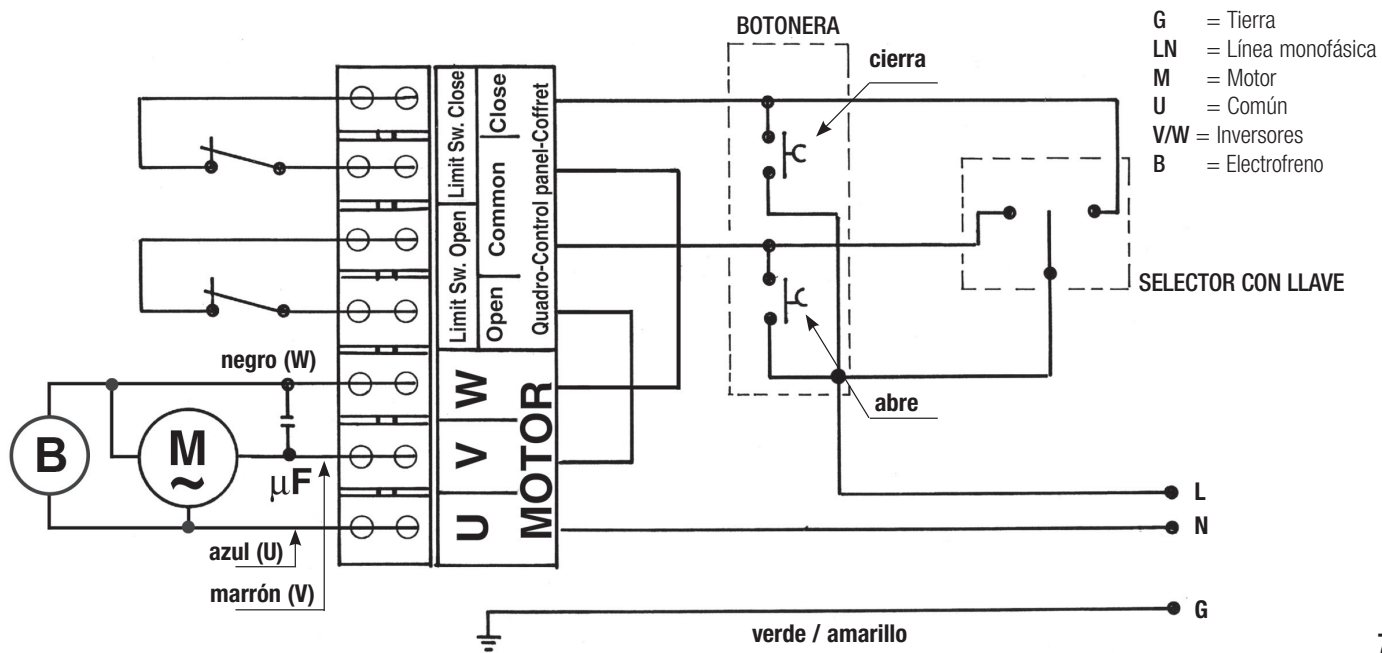 BOTONERA
cierra
G = Tierra
LN = Línea monofásica
M = Motor
U = Común
V/W = Inversores
B = Electrofreno
Limit Sw. Close
Close
Limit Sw. Open
Common
Open
Quadro-Control panel-Coffret
SELECTOR CON LLAVE
negro (W)
abre
W
V
U
MOTOR
B
M
~
µF
azul (U)
marrón (V)
L
N
G
verde / amarillo